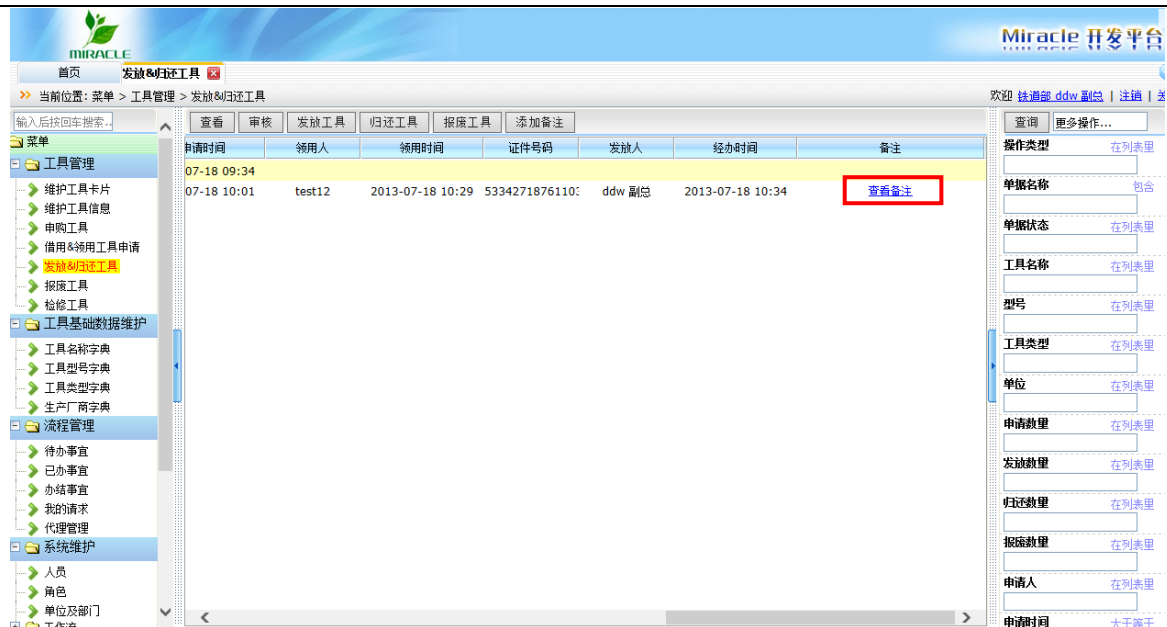 MIRACLE
Miracle 开发平台
首页 发放&归还工具
当前位置: 菜单 > 工具管理 > 发放&归还工具
欢迎 铁道部 ddw 副总 | 注销 |
输入后按回车搜索..
查看 审核 发放工具 归还工具 报废工具 添加备注
查询 更多操作...
菜单
工具管理
维护工具卡片
维护工具信息
申购工具
借用&领用工具申请
发放&归还工具
报废工具
检修工具
工具基础数据维护
工具名称字典
工具型号字典
工具类型字典
生产厂商字典
流程管理
待办事宜
已办事宜
办结事宜
我的请求
代理管理
系统维护
人员
角色
单位及部门
工作流
申请时间 领用人 领用时间 证件号码 发放人 经办时间 备注
07-18 09:34
07-18 10:01 test12 2013-07-18 10:29 53342718761103 ddw 副总 2013-07-18 10:34 查看备注
操作类型 在列表里
单据名称 包含
单据状态 在列表里
工具名称 在列表里
型号 在列表里
工具类型 在列表里
单位 在列表里
申请数量 在列表里
发放数量 在列表里
归还数量 在列表里
报废数量 在列表里
申请人 在列表里
申请时间 大于等于